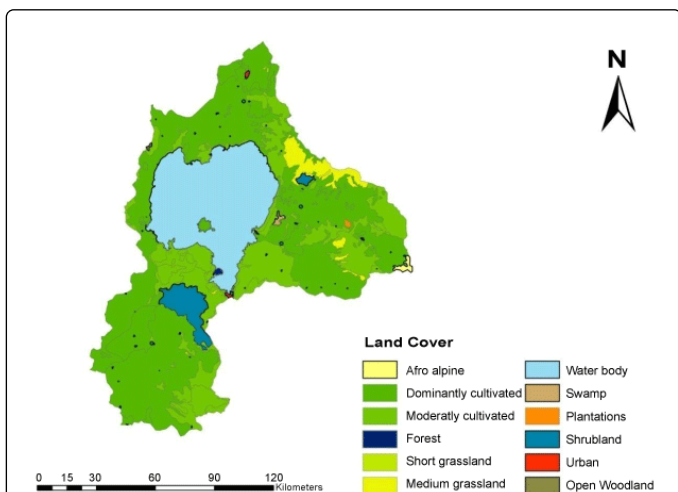 N
Land Cover
Afro alpine
Dominantly cultivated
Moderatly cultivated
Forest
Short grassland
Medium grassland
Water body
Swamp
Plantations
Shrubland
Urban
Open Woodland
0 15 30 60 90 120
Kilometers